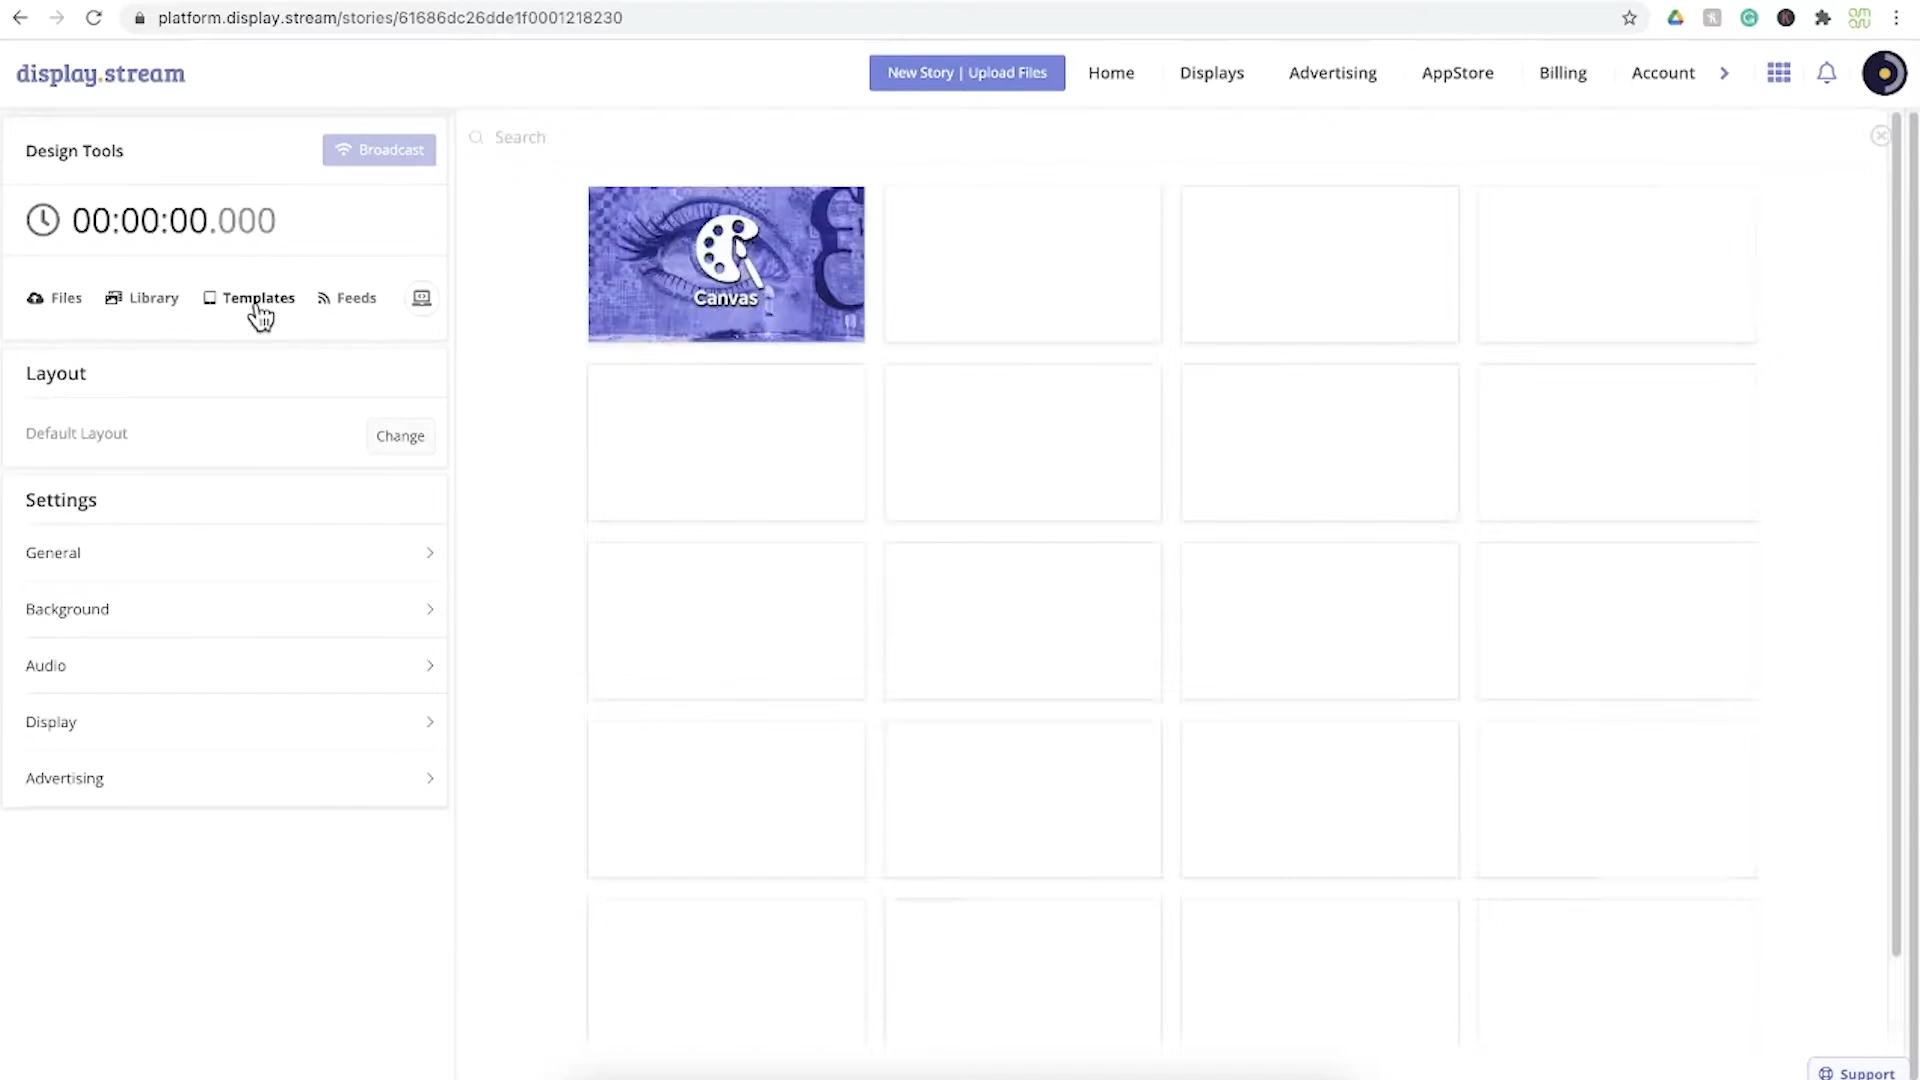 platform.display.stream/stories/61686dc26dde1f0001218230
display.stream
New Story | Upload Files
Home
Displays
Advertising
AppStore
Billing
Account
Design Tools
Broadcast
Search
00:00:00.000
Files
Library
Templates
Feeds
Canvas
Layout
Default Layout
Change
Settings
General
Background
Audio
Display
Advertising
Support